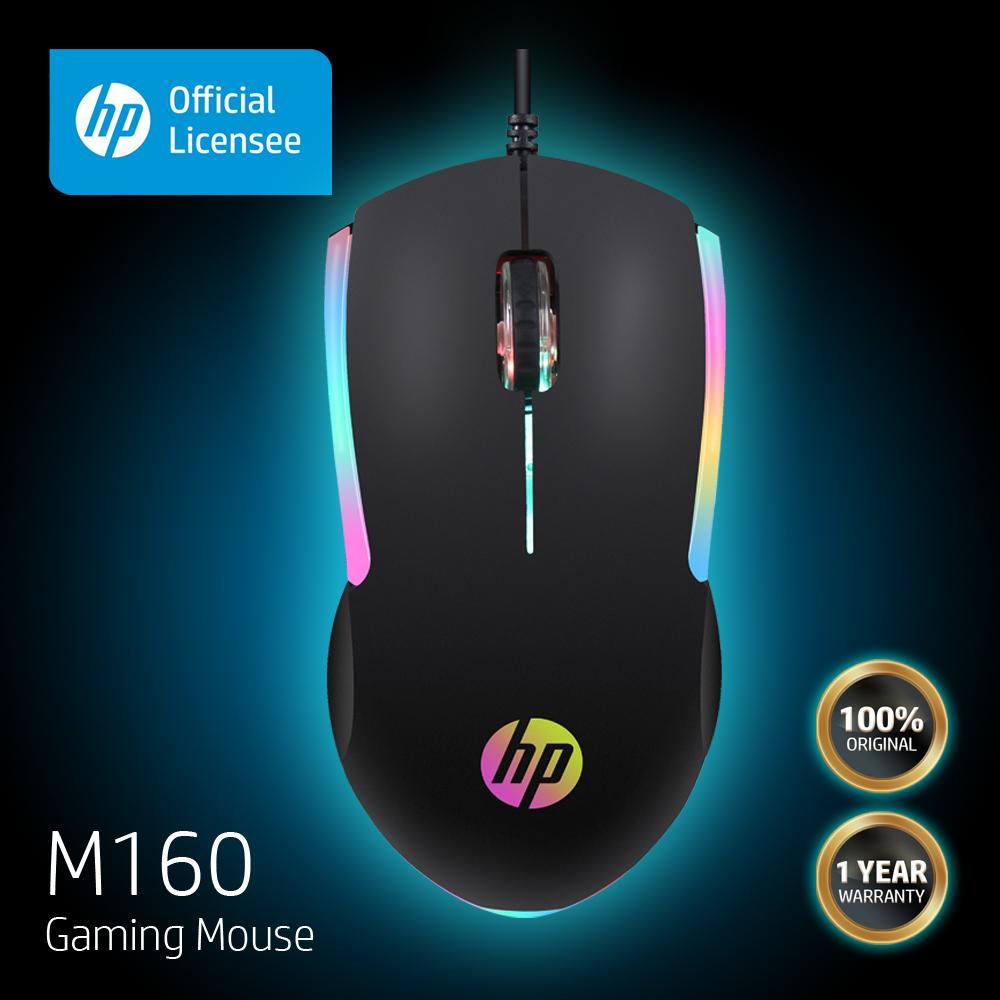 hp
Official
Licensee
hp
100%
ORIGINAL
1 YEAR
WARRANTY
M160
Gaming Mouse